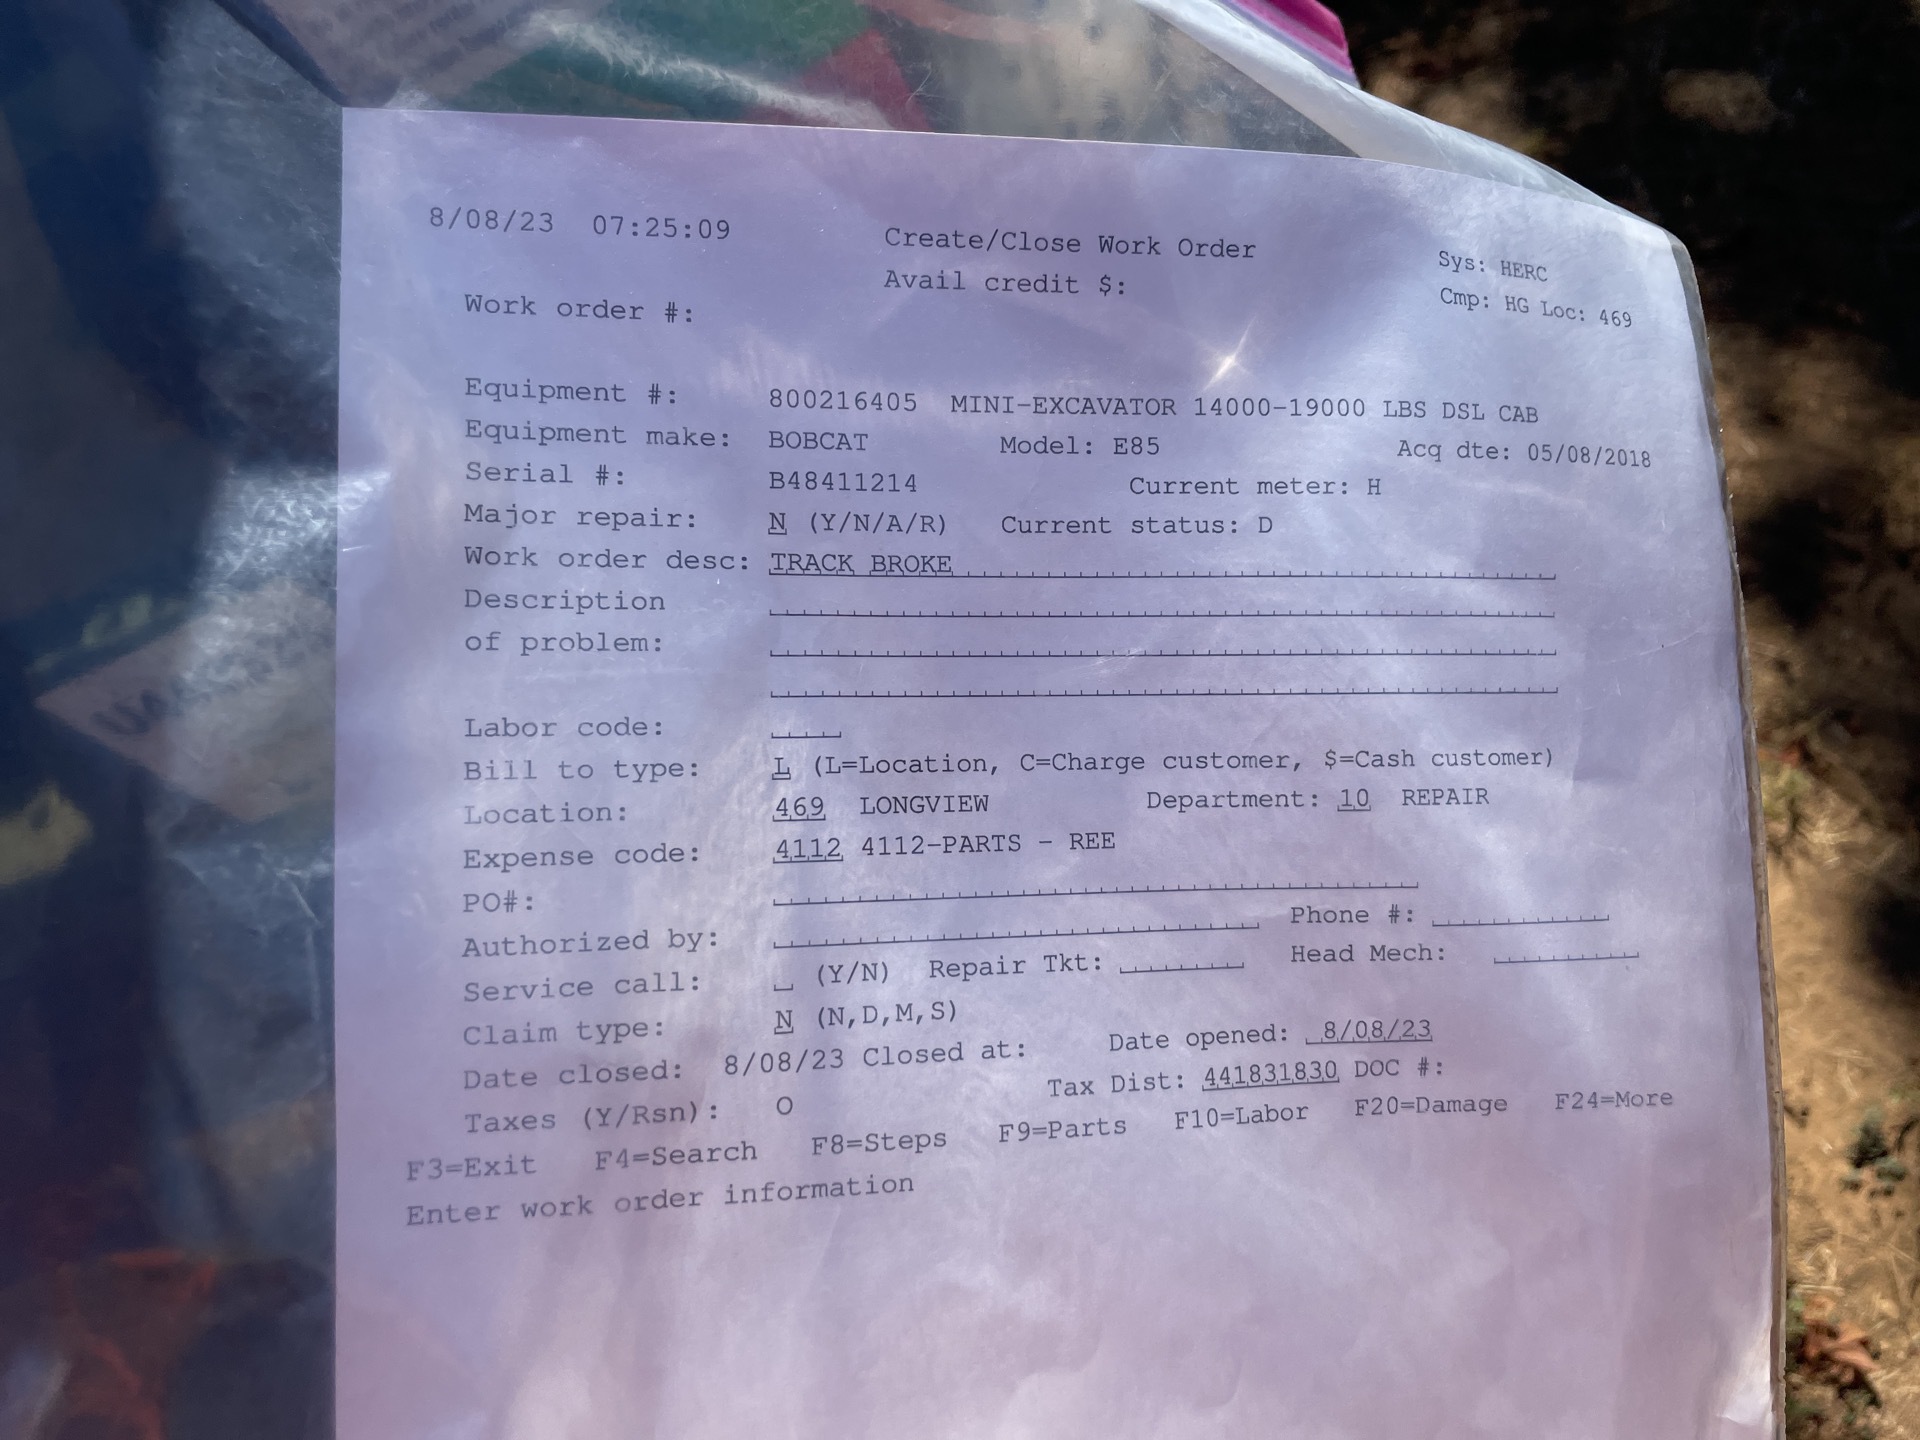 8/08/23 07:25:09 Create/Close Work Order Sys: HERC
Avail credit $: Cmp: HG Loc: 469
Work order #:
Equipment #: 800216405 MINI-EXCAVATOR 14000-19000 LBS DSL CAB
Equipment make: BOBCAT Model: E85 Acq dte: 05/08/2018
Serial #: B48411214 Current meter: H
Major repair: N (Y/N/A/R) Current status: D
Work order desc: TRACK BROKE
Description
of problem:
Labor code:
Bill to type: L (L=Location, C=Charge customer, $=Cash customer)
Location: 469 LONGVIEW Department: 10 REPAIR
Expense code: 4112 4112-PARTS - REE
PO#:
Authorized by: Phone #:
Service call: (Y/N) Repair Tkt: Head Mech:
Claim type: N (N,D,M,S)
Date closed: 8/08/23 Closed at: Date opened: 8/08/23
Taxes (Y/Rsn): O Tax Dist: 441831830 DOC #:
F3=Exit F4=Search F8=Steps F9=Parts F10=Labor F20=Damage F24=More
Enter work order information